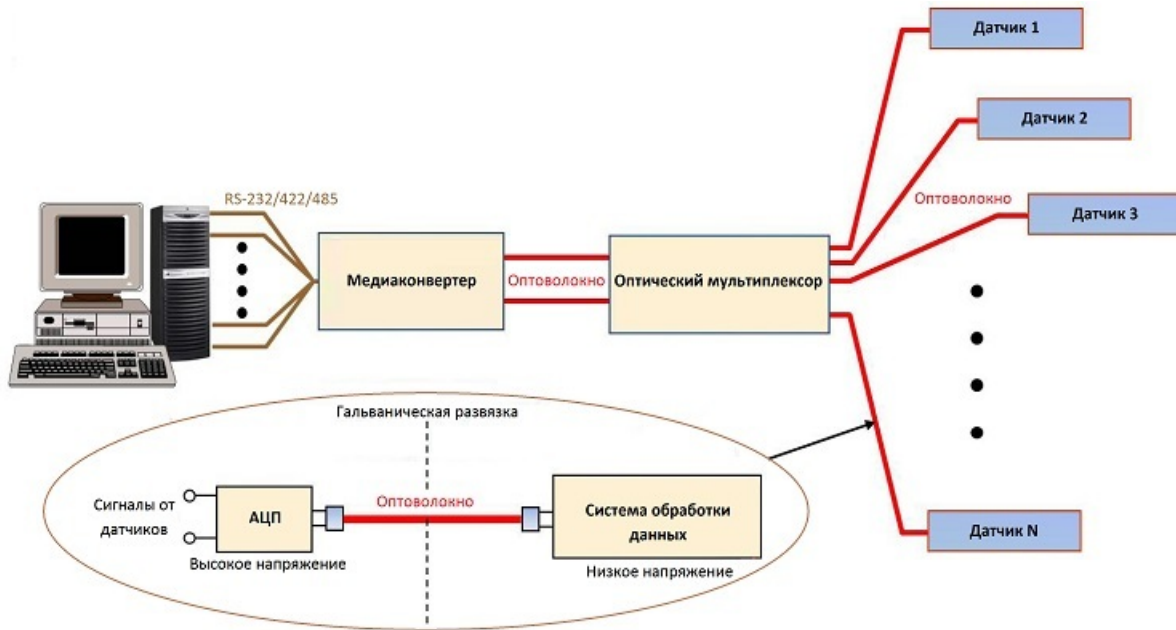 Датчик 1
Датчик 2
RS-232/422/485
Оптоволокно
Датчик 3
Медиаконвертер
Оптоволокно
Оптический мультиплексор
Гальваническая развязка
Сигналы от
датчиков
АЦП
Оптоволокно
Система обработки
данных
Высокое напряжение
Низкое напряжение
Датчик N